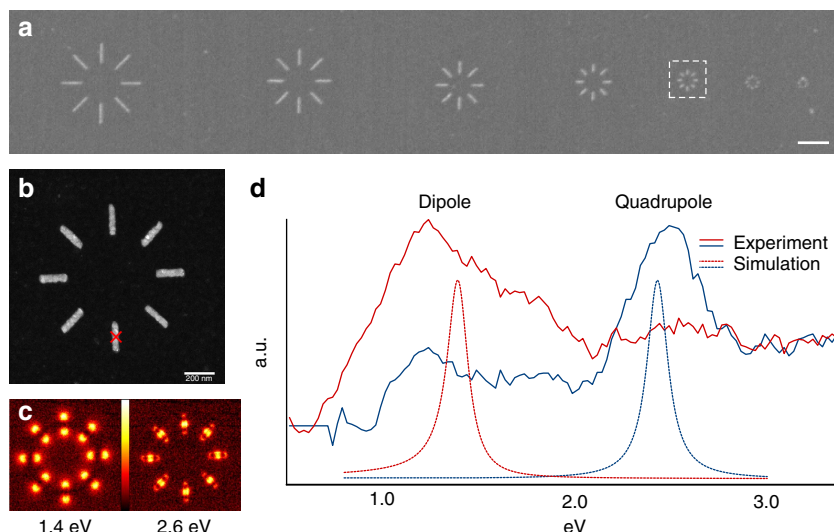 a
b
200 nm
c
1.4 eV
2.6 eV
d
Dipole
Quadrupole
Experiment
Simulation
a.u.
1.0
2.0
3.0
eV